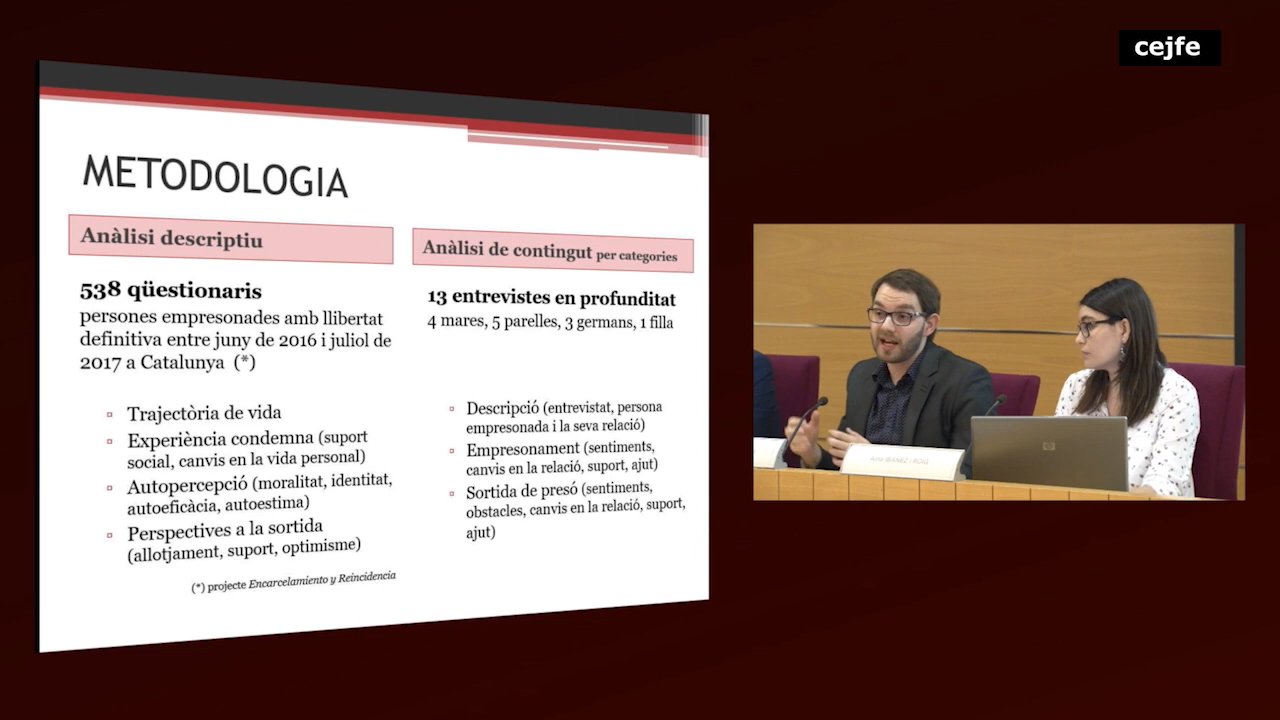 cejfe
METODOLOGIA
Anàlisi descriptiu
538 qüestionaris
persones empresonades amb llibertat
definitiva entre juny de 2016 i juliol de
2017 a Catalunya (*)
▫ Trajectòria de vida
▫ Experiència condemna (suport
social, canvis en la vida personal)
▫ Autopercepció (moralitat, identitat,
autoeficàcia, autoestima)
▫ Perspectives a la sortida
(allotjament, suport, optimisme)
(*) projecte Encarcelamiento y Reincidencia
Anàlisi de contingut per categories
13 entrevistes en profunditat
4 mares, 5 parelles, 3 germans, 1 filla
▫ Descripció (entrevistat, persona
empresonada i la seva relació)
▫ Empresonament (sentiments,
canvis en la relació, suport, ajut)
▫ Sortida de presó (sentiments,
obstacles, canvis en la relació, suport,
ajut)